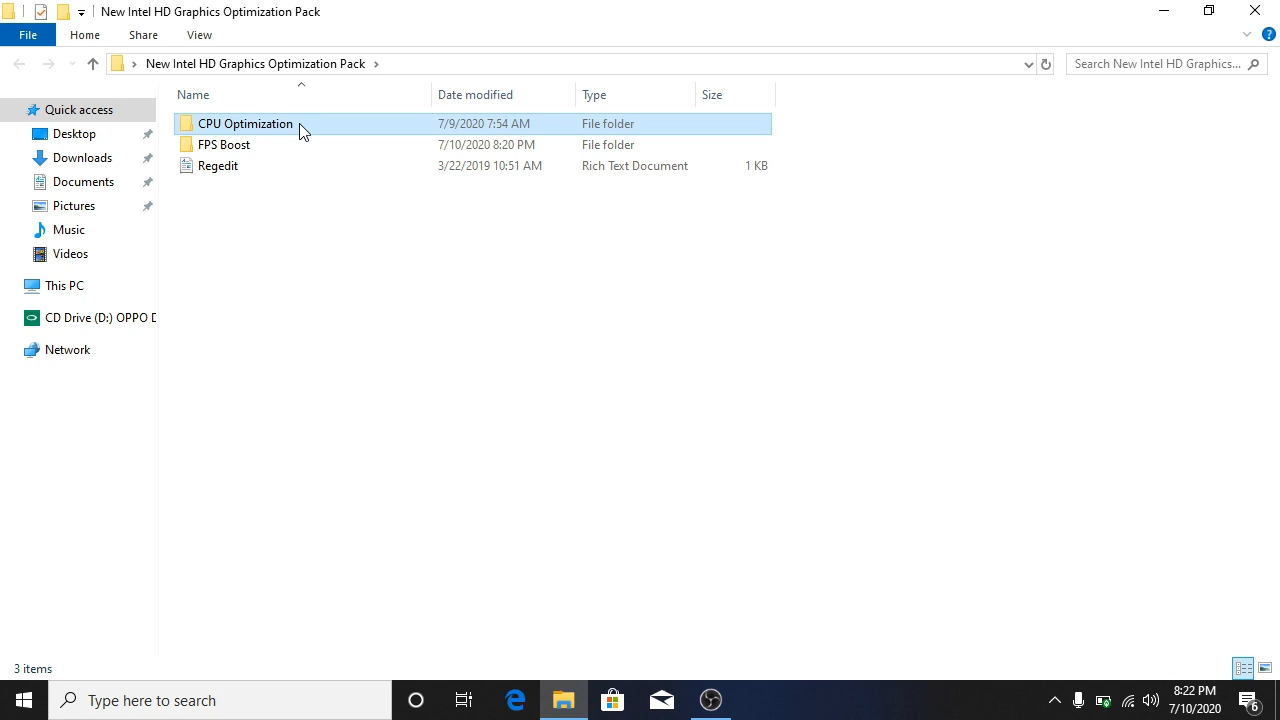 New Intel HD Graphics Optimization Pack
File Home Share View
New Intel HD Graphics Optimization Pack
Search New Intel HD Graphics...
Name Date modified Type Size
Quick access
Desktop
Downloads
Documents
Pictures
Music
Videos
This PC
CD Drive (D:) OPPO D
Network
CPU Optimization 7/9/2020 7:54 AM File folder
FPS Boost 7/10/2020 8:20 PM File folder
Regedit 3/22/2019 10:51 AM Rich Text Document 1 KB
3 items
Type here to search
8:22 PM
7/10/2020
6